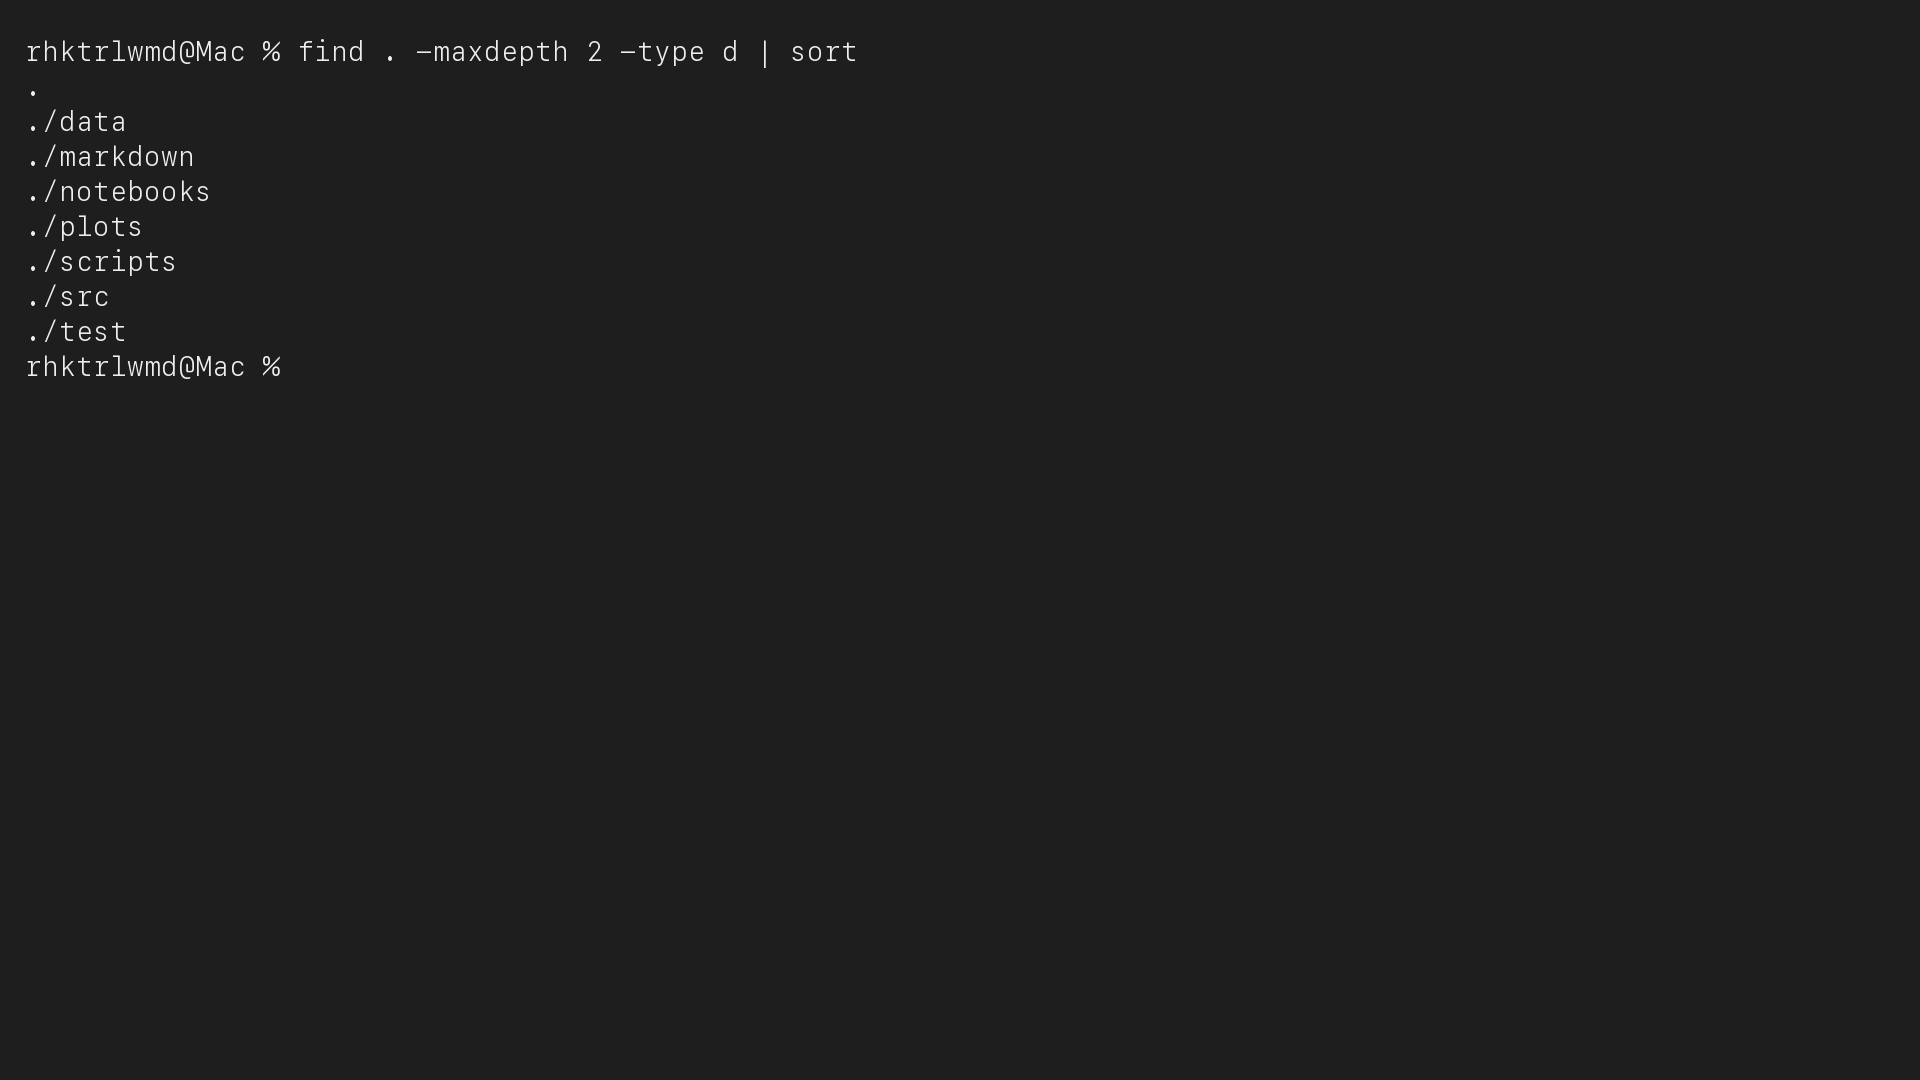 rhktrlwmd@Mac % find . -maxdepth 2 -type d | sort
.
./data
./markdown
./notebooks
./plots
./scripts
./src
./test
rhktrlwmd@Mac %